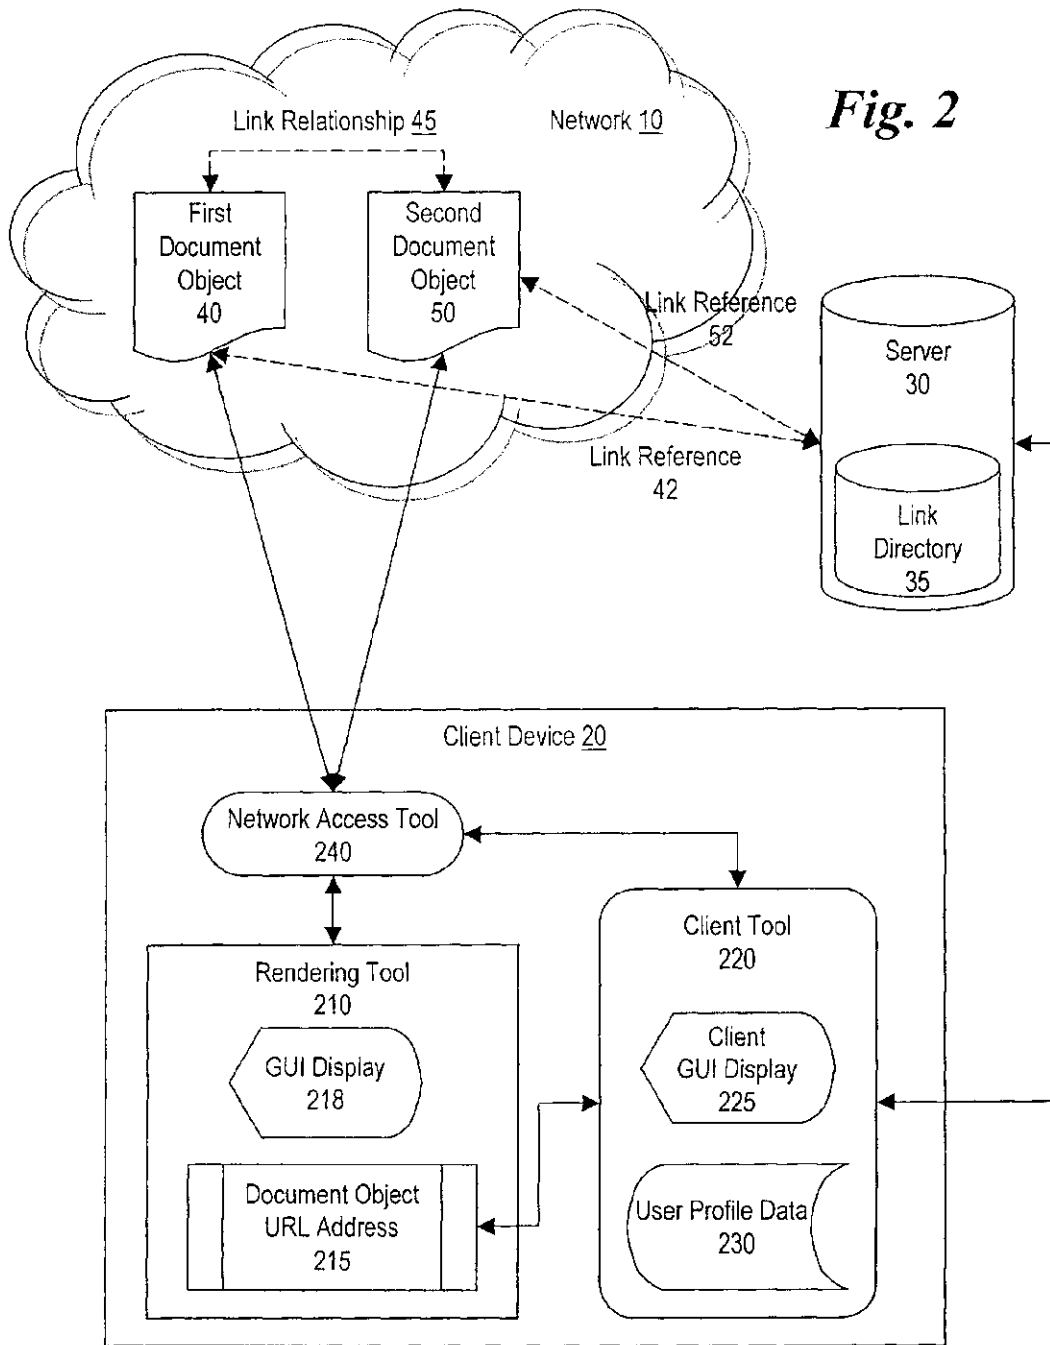 Fig. 2
Link Relationship 45
Network 10
First
Document
Object
40
Second
Document
Object
50
Link Reference
52
Server
30
Link Reference
42
Link
Directory
35
Client Device 20
Network Access Tool
240
Client Tool
220
Rendering Tool
210
GUI Display
218
Client
GUI Display
225
Document Object
URL Address
215
User Profile Data
230